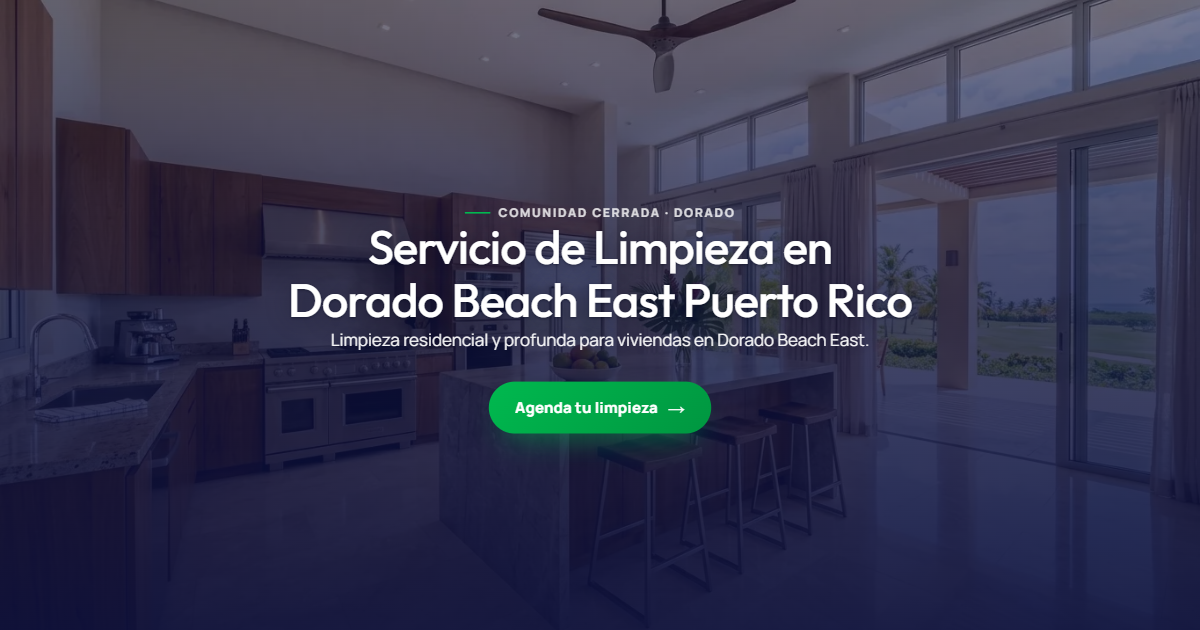 COMUNIDAD CERRADA · DORADO
Servicio de Limpieza en
Dorado Beach East Puerto Rico
Limpieza residencial y profunda para viviendas en Dorado Beach East.
Agenda tu limpieza →